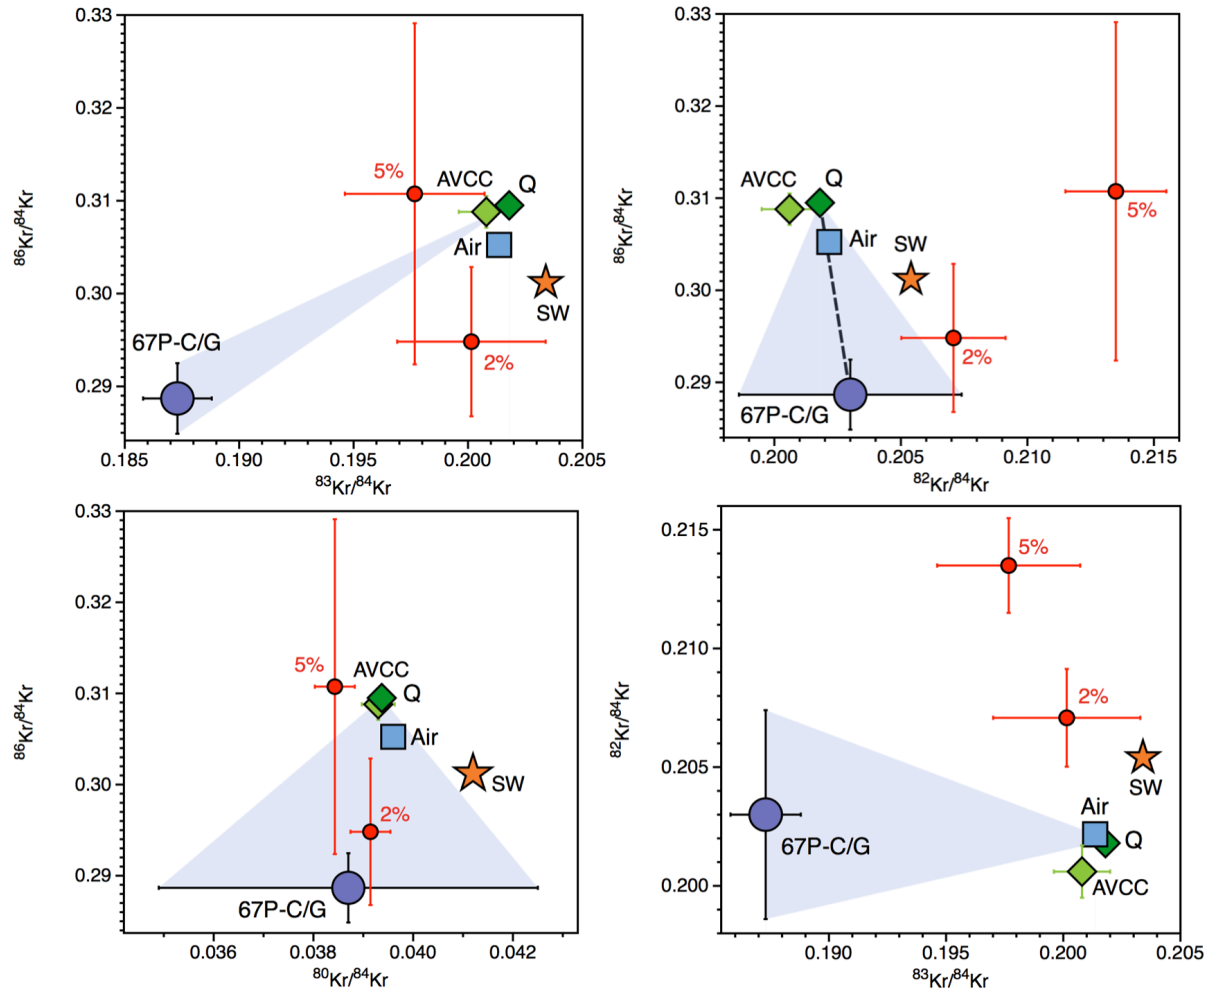 0.33
0.32
0.31
0.30
0.29
⁸⁶Kr/⁸⁴Kr
5%
AVCC
Q
Air
SW
67P-C/G
2%
0.185
0.190
0.195
0.200
0.205
⁸³Kr/⁸⁴Kr
0.33
0.32
0.31
0.30
0.29
⁸⁶Kr/⁸⁴Kr
AVCC
Q
Air
SW
5%
2%
67P-C/G
0.200
0.205
0.210
0.215
⁸²Kr/⁸⁴Kr
0.33
0.32
0.31
0.30
0.29
⁸⁶Kr/⁸⁴Kr
5%
AVCC
Q
Air
SW
2%
67P-C/G
0.036
0.038
0.040
0.042
⁸⁰Kr/⁸⁴Kr
0.215
0.210
0.205
0.200
⁸²Kr/⁸⁴Kr
5%
2%
SW
Air
Q
67P-C/G
AVCC
0.190
0.195
0.200
0.205
⁸³Kr/⁸⁴Kr